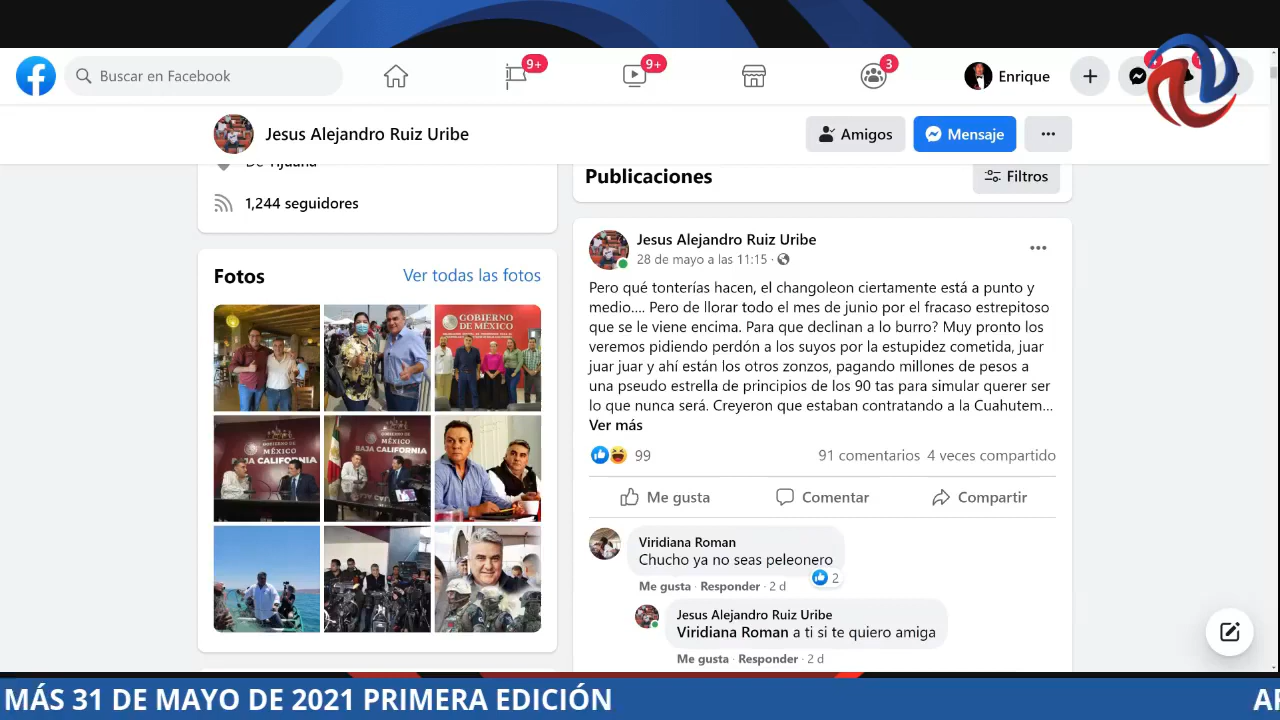 Buscar en Facebook
9+
9+
3
Enrique
Jesus Alejandro Ruiz Uribe
Amigos
Mensaje
De Tijuana
1,244 seguidores
Publicaciones
Filtros
Fotos
Ver todas las fotos
GOBIERNO DE MÉXICO
GOBIERNO DE
MÉXICO
BAJA CALIFORNIA
GOBIERNO DE
MÉXICO
BAJA CALIFORNIA
Jesus Alejandro Ruiz Uribe
28 de mayo a las 11:15 ·
Pero qué tonterías hacen, el changoleon ciertamente está a punto y
medio.... Pero de llorar todo el mes de junio por el fracaso estrepitoso
que se le viene encima. Para que declinan a lo burro? Muy pronto los
veremos pidiendo perdón a los suyos por la estupidez cometida, juar
juar juar y ahí están los otros zonzos, pagando millones de pesos a
una pseudo estrella de principios de los 90 tas para simular querer ser
lo que nunca será. Creyeron que estaban contratando a la Cuahutem...
Ver más
99
91 comentarios 4 veces compartido
Me gusta
Comentar
Compartir
Viridiana Roman
Chucho ya no seas peleonero
Me gusta · Responder · 2 d
2
Jesus Alejandro Ruiz Uribe
Viridiana Roman a ti si te quiero amiga
Me gusta · Responder · 2 d
MÁS 31 DE MAYO DE 2021 PRIMERA EDICIÓN